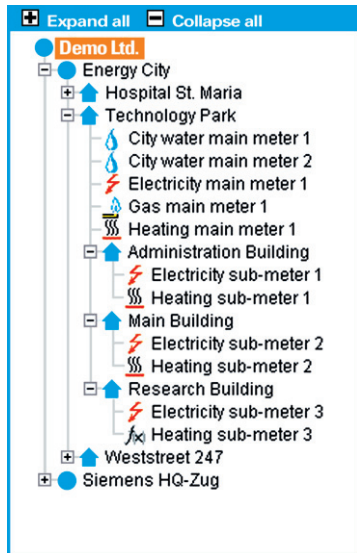 Expand all Collapse all
Demo Ltd.
Energy City
Hospital St. Maria
Technology Park
City water main meter 1
City water main meter 2
Electricity main meter 1
Gas main meter 1
Heating main meter 1
Administration Building
Electricity sub-meter 1
Heating sub-meter 1
Main Building
Electricity sub-meter 2
Heating sub-meter 2
Research Building
Electricity sub-meter 3
f(x) Heating sub-meter 3
Weststreet 247
Siemens HQ-Zug